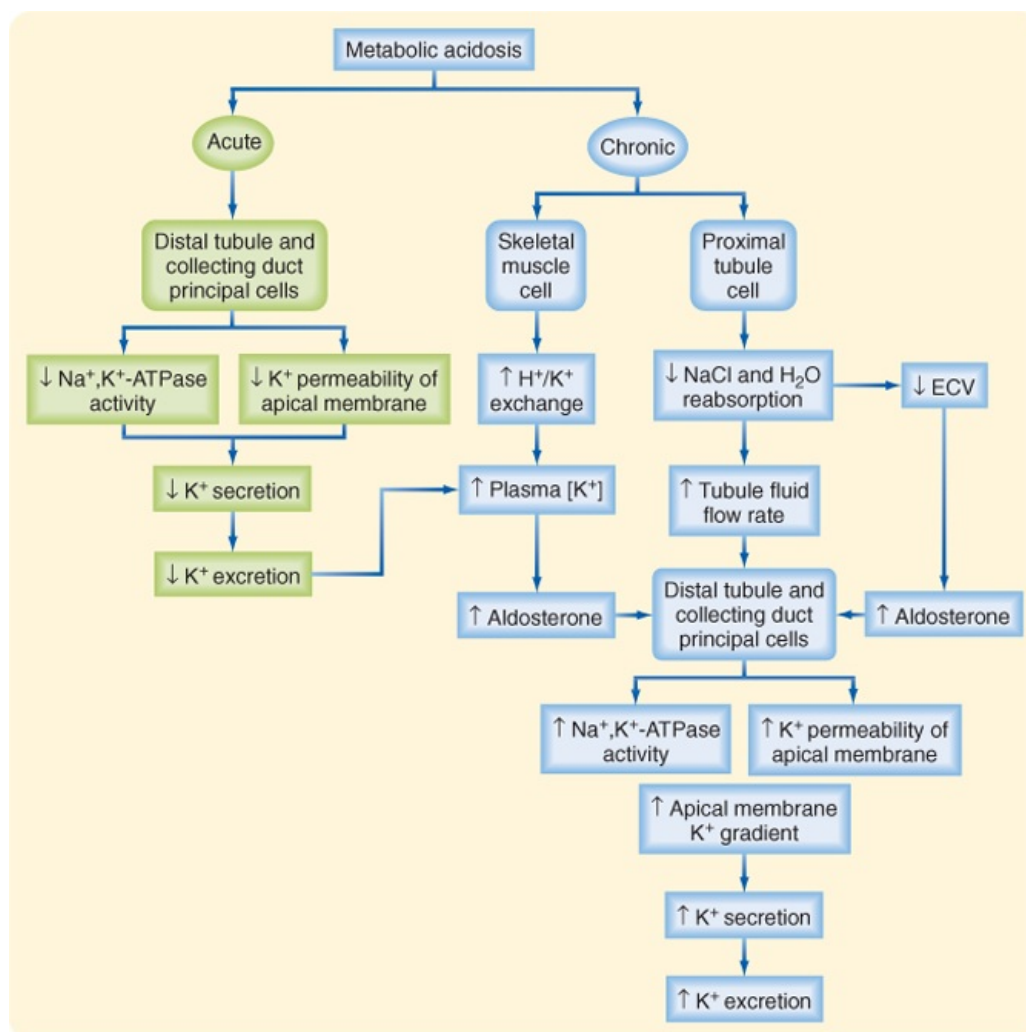 Metabolic acidosis
Acute
Chronic
Distal tubule and
collecting duct
principal cells
Skeletal
muscle
cell
Proximal
tubule
cell
↓ Na⁺,K⁺-ATPase
activity
↓ K⁺ permeability of
apical membrane
↑ H⁺/K⁺
exchange
↓ NaCl and H₂O
reabsorption
↓ ECV
↓ K⁺ secretion
↑ Plasma [K⁺]
↑ Tubule fluid
flow rate
↓ K⁺ excretion
↑ Aldosterone
Distal tubule and
collecting duct
principal cells
↑ Aldosterone
↑ Na⁺,K⁺-ATPase
activity
↑ K⁺ permeability of
apical membrane
↑ Apical membrane
K⁺ gradient
↑ K⁺ secretion
↑ K⁺ excretion